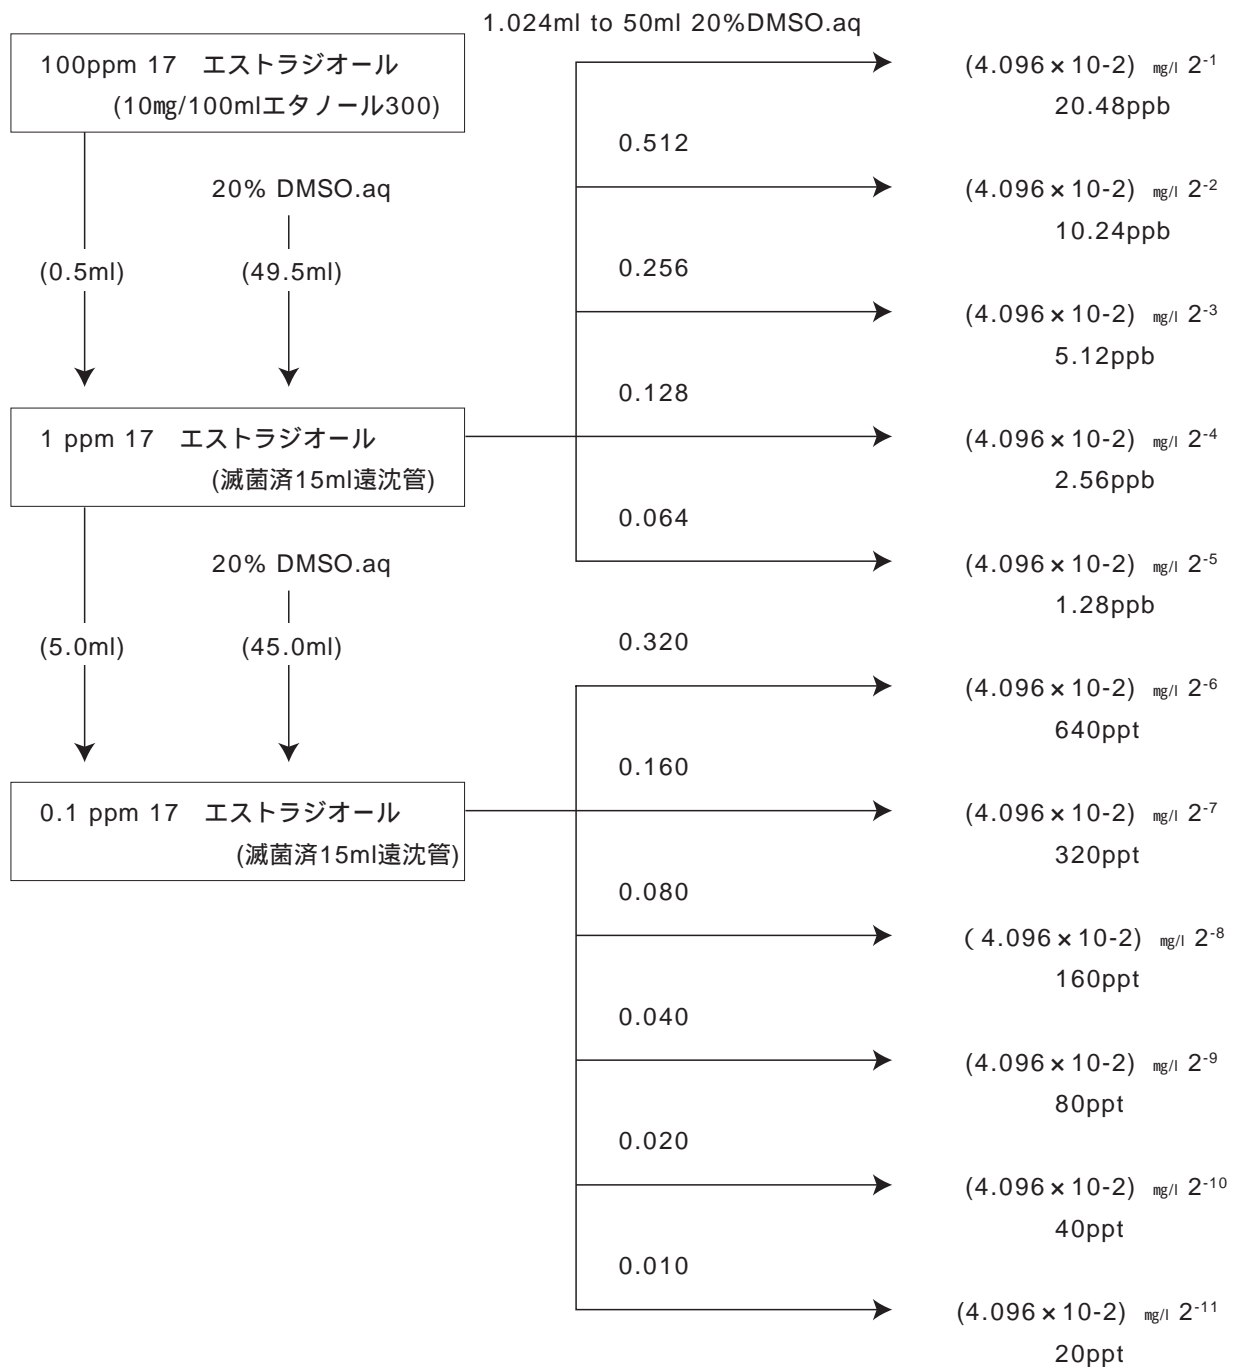 1.024ml to 50ml 20%DMSO.aq
100ppm 17　エストラジオール
(10㎎/100mlエタノール300)
(4.096×10-2) ㎎/l 2⁻¹
20.48ppb
0.512
20% DMSO.aq
(4.096×10-2) ㎎/l 2⁻²
10.24ppb
(0.5ml)
(49.5ml)
0.256
(4.096×10-2) ㎎/l 2⁻³
5.12ppb
0.128
1 ppm 17　エストラジオール
(滅菌済15ml遠沈管)
(4.096×10-2) ㎎/l 2⁻⁴
2.56ppb
0.064
20% DMSO.aq
(4.096×10-2) ㎎/l 2⁻⁵
1.28ppb
(5.0ml)
(45.0ml)
0.320
(4.096×10-2) ㎎/l 2⁻⁶
640ppt
0.160
0.1 ppm 17　エストラジオール
(滅菌済15ml遠沈管)
(4.096×10-2) ㎎/l 2⁻⁷
320ppt
0.080
(4.096×10-2) ㎎/l 2⁻⁸
160ppt
0.040
(4.096×10-2) ㎎/l 2⁻⁹
80ppt
0.020
(4.096×10-2) ㎎/l 2⁻¹⁰
40ppt
0.010
(4.096×10-2) ㎎/l 2⁻¹¹
20ppt